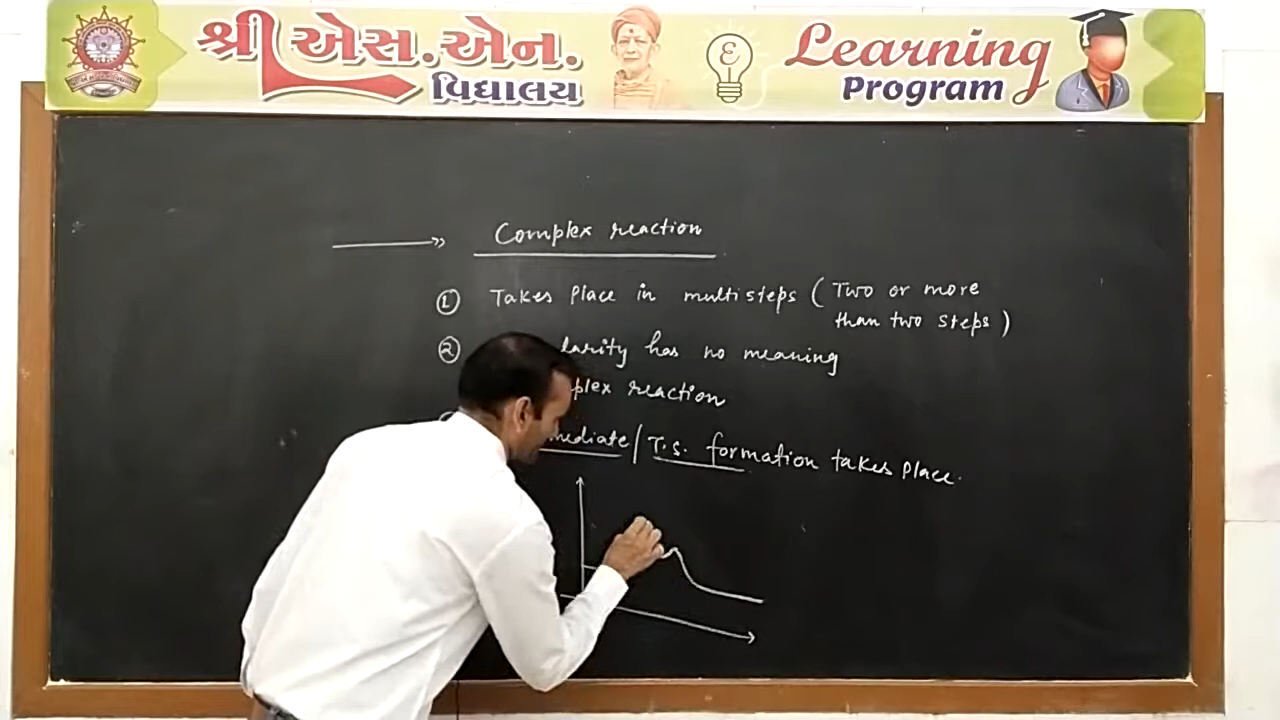 શ્રી એસ.એન. Learning
વિદ્યાલય Program
Complex reaction
① Takes place in multisteps (Two or more
than two steps)
② has no meaning
reaction
/ T.S. formation takes place.